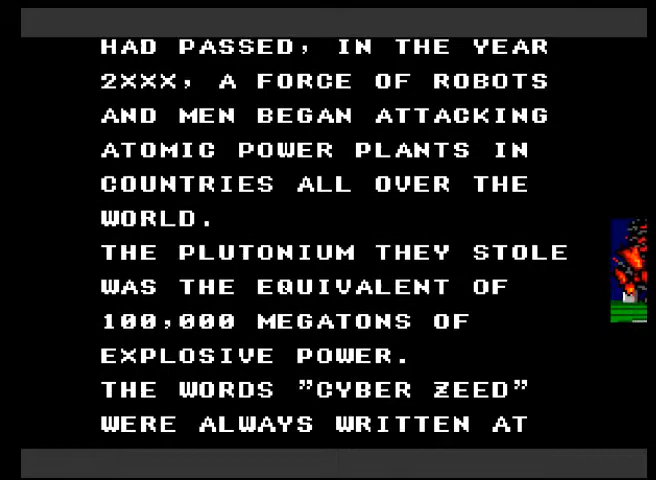 HAD PASSED, IN THE YEAR
2XXX, A FORCE OF ROBOTS
AND MEN BEGAN ATTACKING
ATOMIC POWER PLANTS IN
COUNTRIES ALL OVER THE
WORLD.
THE PLUTONIUM THEY STOLE
WAS THE EQUIVALENT OF
100,000 MEGATONS OF
EXPLOSIVE POWER.
THE WORDS "CYBER ZEED"
WERE ALWAYS WRITTEN AT